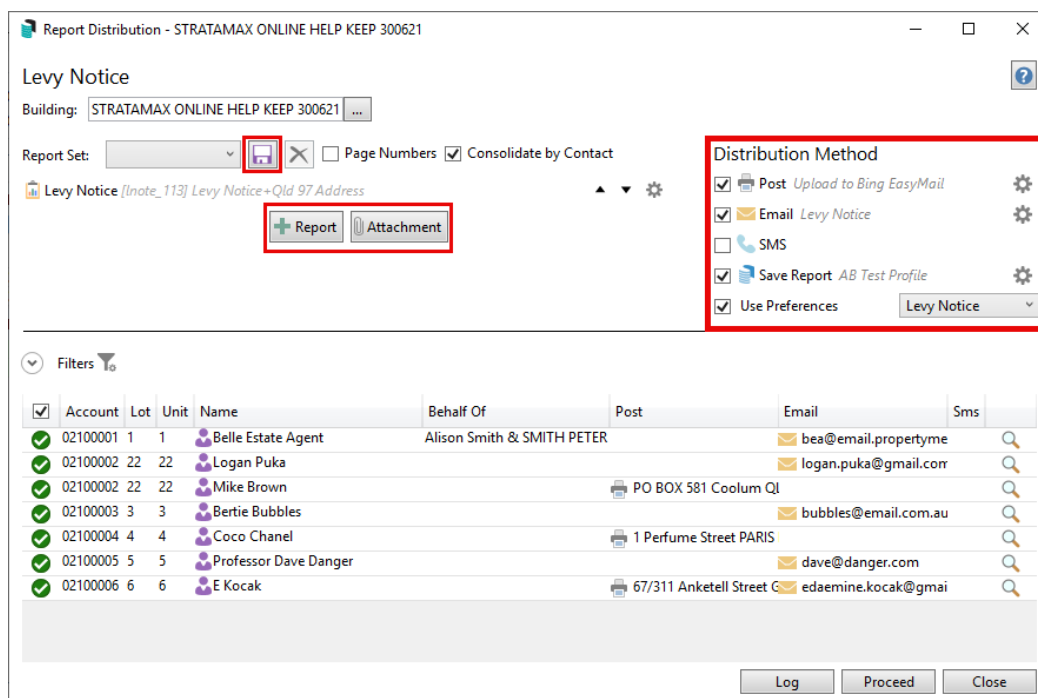 Report Distribution - STRATAMAX ONLINE HELP KEEP 300621
Levy Notice
Building: STRATAMAX ONLINE HELP KEEP 300621 ...
Report Set: Page Numbers Consolidate by Contact
Levy Notice [lnote_113] Levy Notice+Qld 97 Address
Report Attachment
Distribution Method
Post Upload to Bing EasyMail
Email Levy Notice
SMS
Save Report AB Test Profile
Use Preferences Levy Notice
Filters
Account Lot Unit Name Behalf Of Post Email Sms
02100001 1 1 Belle Estate Agent Alison Smith & SMITH PETER bea@email.propertyme
02100002 22 22 Logan Puka logan.puka@gmail.com
02100002 22 22 Mike Brown PO BOX 581 Coolum QL
02100003 3 3 Bertie Bubbles bubbles@email.com.au
02100004 4 4 Coco Chanel 1 Perfume Street PARIS
02100005 5 5 Professor Dave Danger dave@danger.com
02100006 6 6 E Kocak 67/311 Anketell Street G edaemine.kocak@gmai
Log Proceed Close